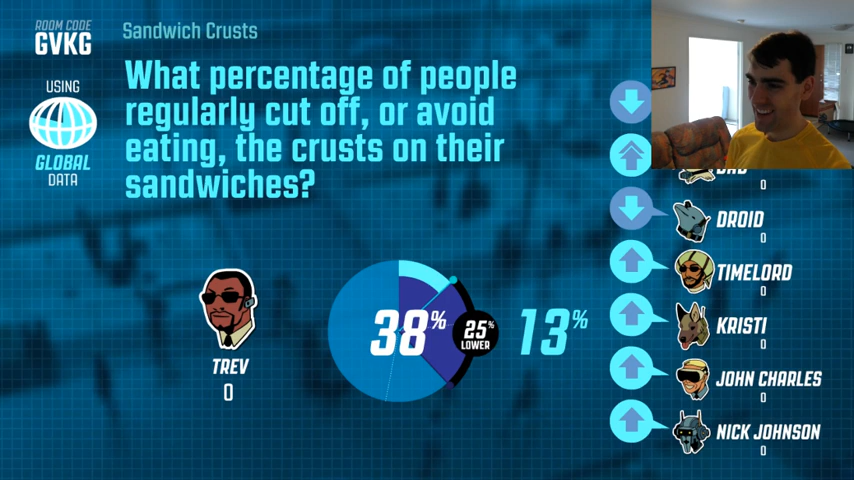 ROOM CODE
GVKG
Sandwich Crusts
USING
GLOBAL
DATA
What percentage of people
regularly cut off, or avoid
eating, the crusts on their
sandwiches?
TREV
0
38%
25%
LOWER
13%
0
DROID
0
TIMELORD
0
KRISTI
0
JOHN CHARLES
0
NICK JOHNSON
0